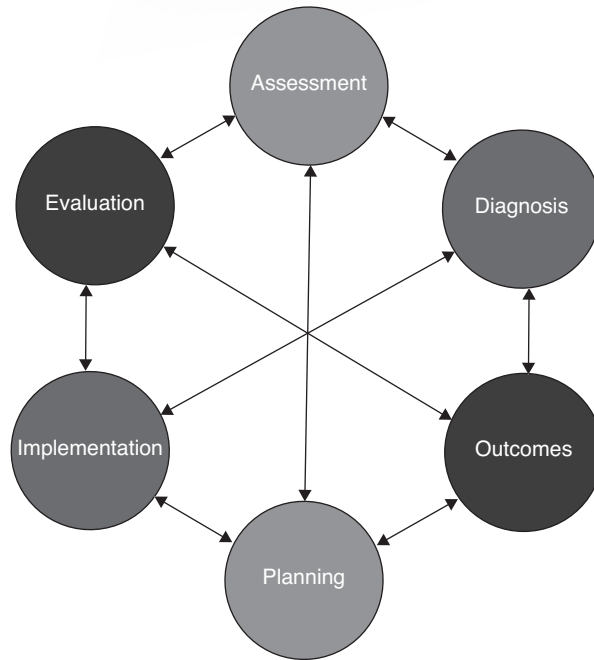 Assessment
Evaluation
Diagnosis
Implementation
Outcomes
Planning